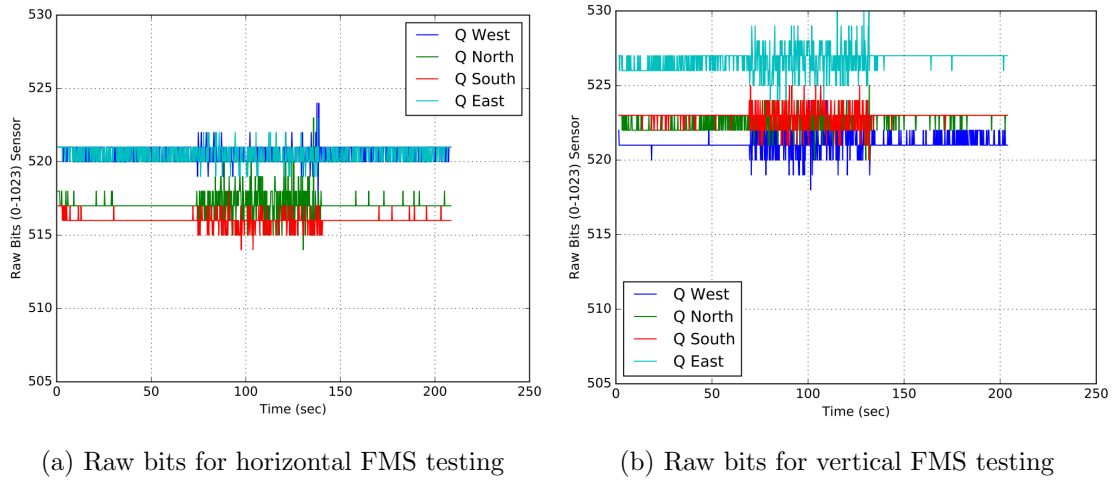 530
525
520
515
510
505
Raw Bits (0-1023) Sensor
Q West
Q North
Q South
Q East
0
50
100
150
200
250
Time (sec)
(a) Raw bits for horizontal FMS testing
530
525
520
515
510
505
Raw Bits (0-1023) Sensor
Q West
Q North
Q South
Q East
0
50
100
150
200
250
Time (sec)
(b) Raw bits for vertical FMS testing